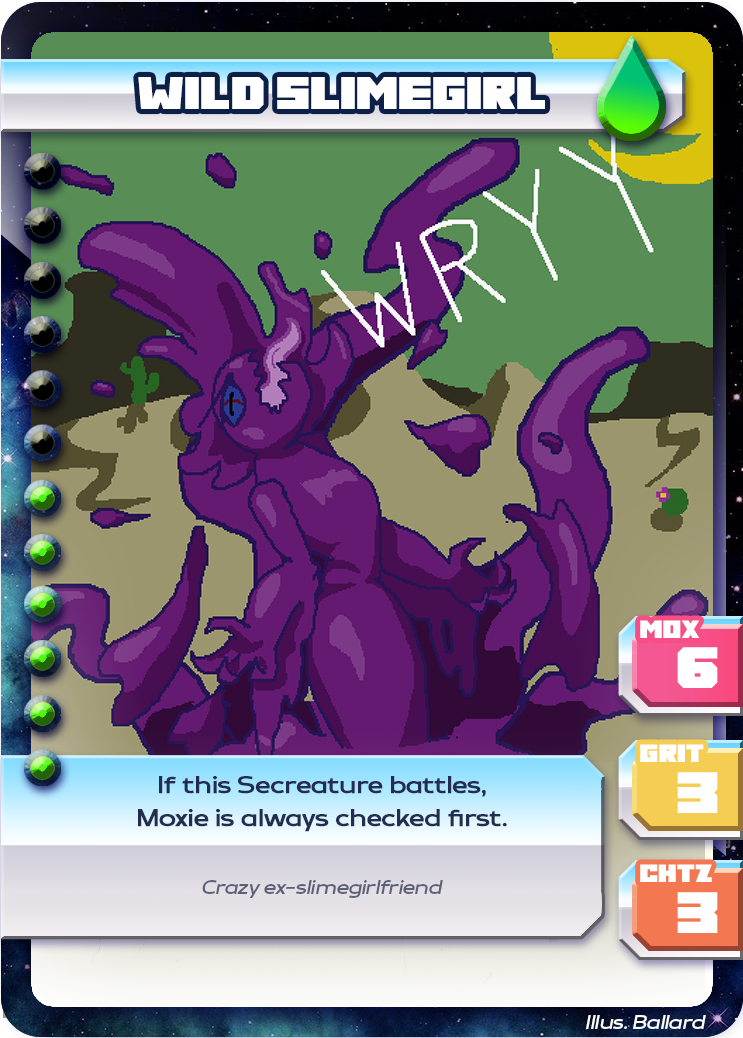 WILD SLIMEGIRL
WRYY
MOX
6
If this Secreature battles,
Moxie is always checked first.
GRIT
3
Crazy ex-slimegirlfriend
CHTZ
3
Illus. Ballard